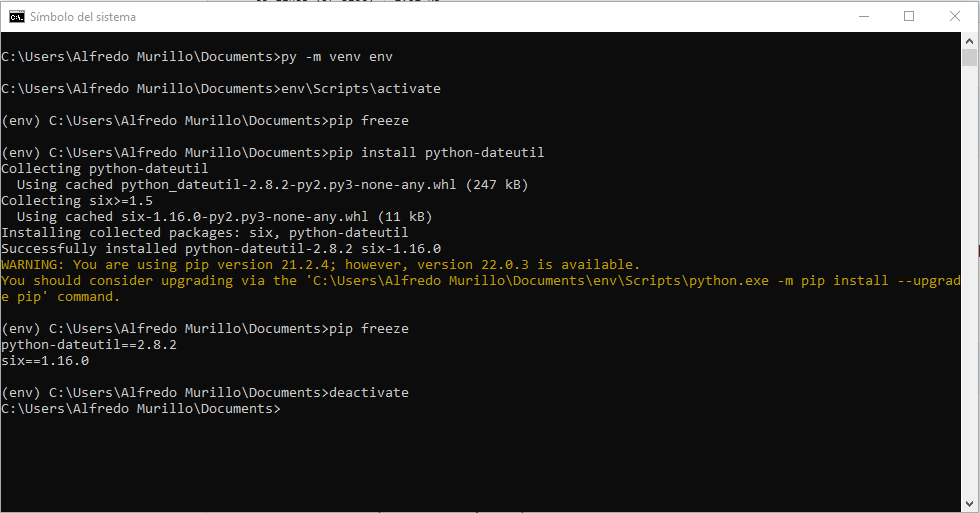 Símbolo del sistema
C:\Users\Alfredo Murillo\Documents>py -m venv env
C:\Users\Alfredo Murillo\Documents>env\Scripts\activate
(env) C:\Users\Alfredo Murillo\Documents>pip freeze
(env) C:\Users\Alfredo Murillo\Documents>pip install python-dateutil
Collecting python-dateutil
  Using cached python_dateutil-2.8.2-py2.py3-none-any.whl (247 kB)
Collecting six>=1.5
  Using cached six-1.16.0-py2.py3-none-any.whl (11 kB)
Installing collected packages: six, python-dateutil
Successfully installed python-dateutil-2.8.2 six-1.16.0
WARNING: You are using pip version 21.2.4; however, version 22.0.3 is available.
You should consider upgrading via the 'C:\Users\Alfredo Murillo\Documents\env\Scripts\python.exe -m pip install --upgrad
e pip' command.
(env) C:\Users\Alfredo Murillo\Documents>pip freeze
python-dateutil==2.8.2
six==1.16.0
(env) C:\Users\Alfredo Murillo\Documents>deactivate
C:\Users\Alfredo Murillo\Documents>